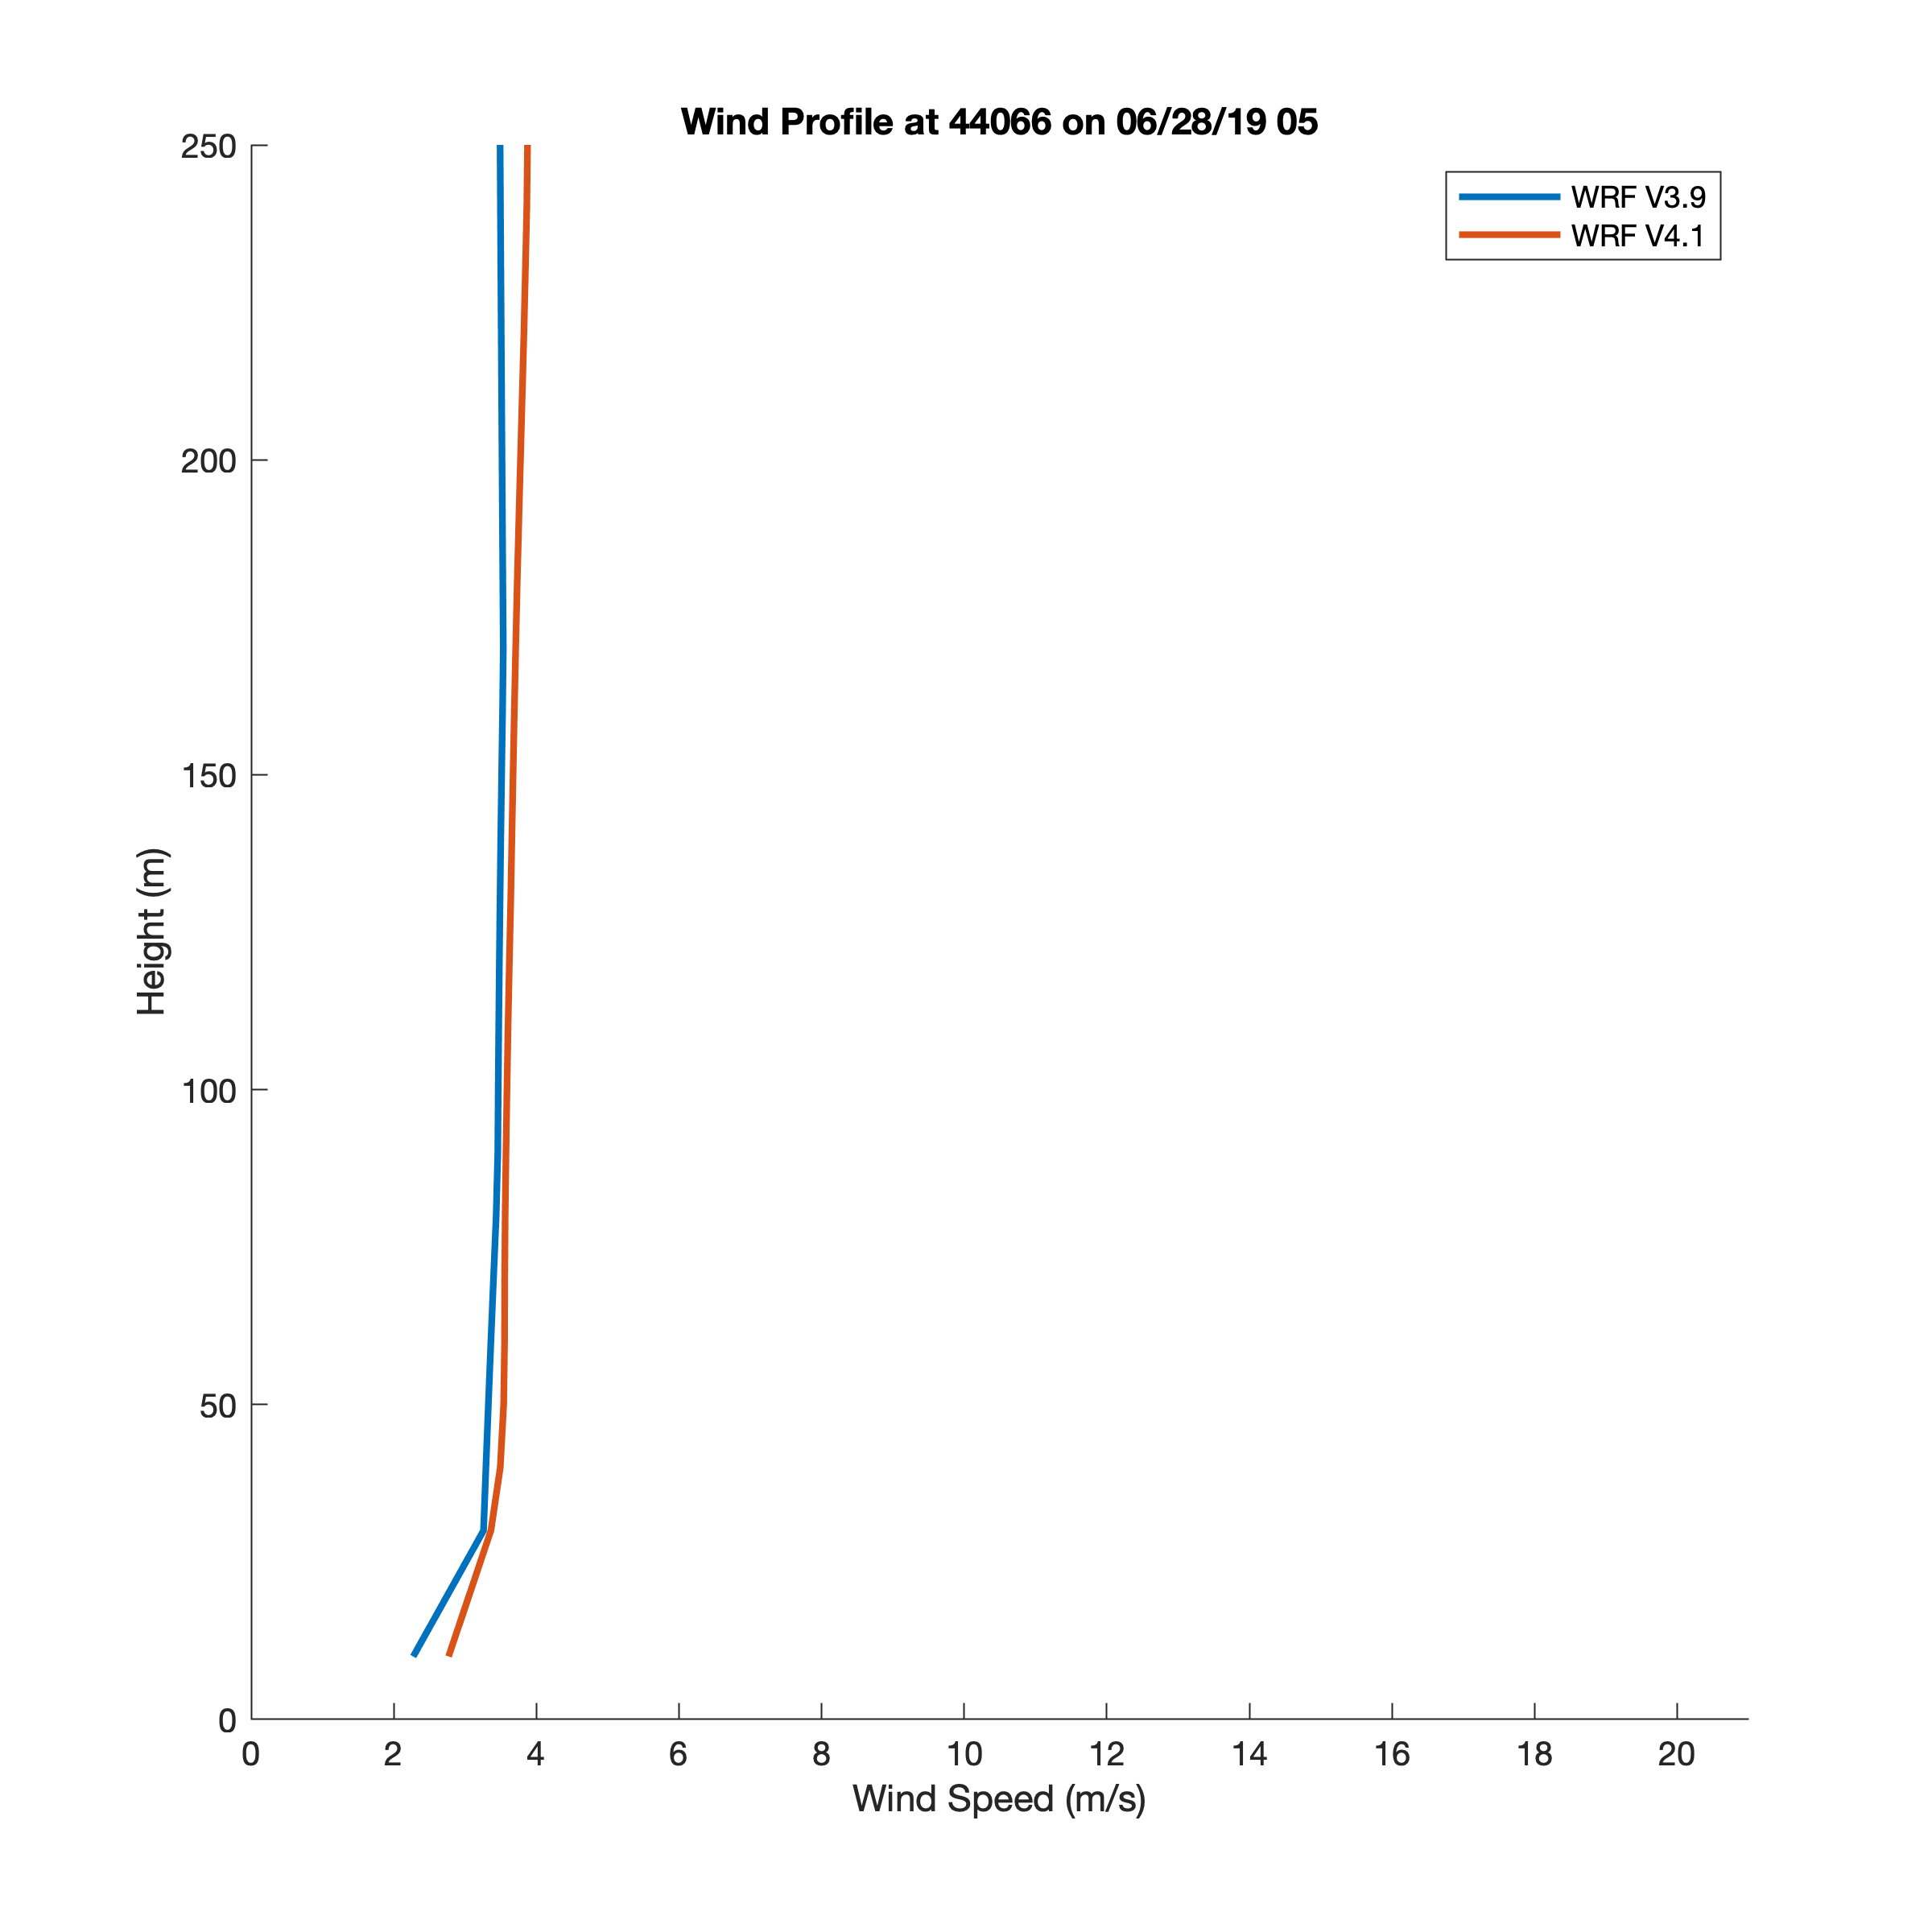 Wind Profile at 44066 on 06/28/19 05
WRF V3.9
WRF V4.1
250
200
150
100
50
0
Height (m)
0 2 4 6 8 10 12 14 16 18 20
Wind Speed (m/s)